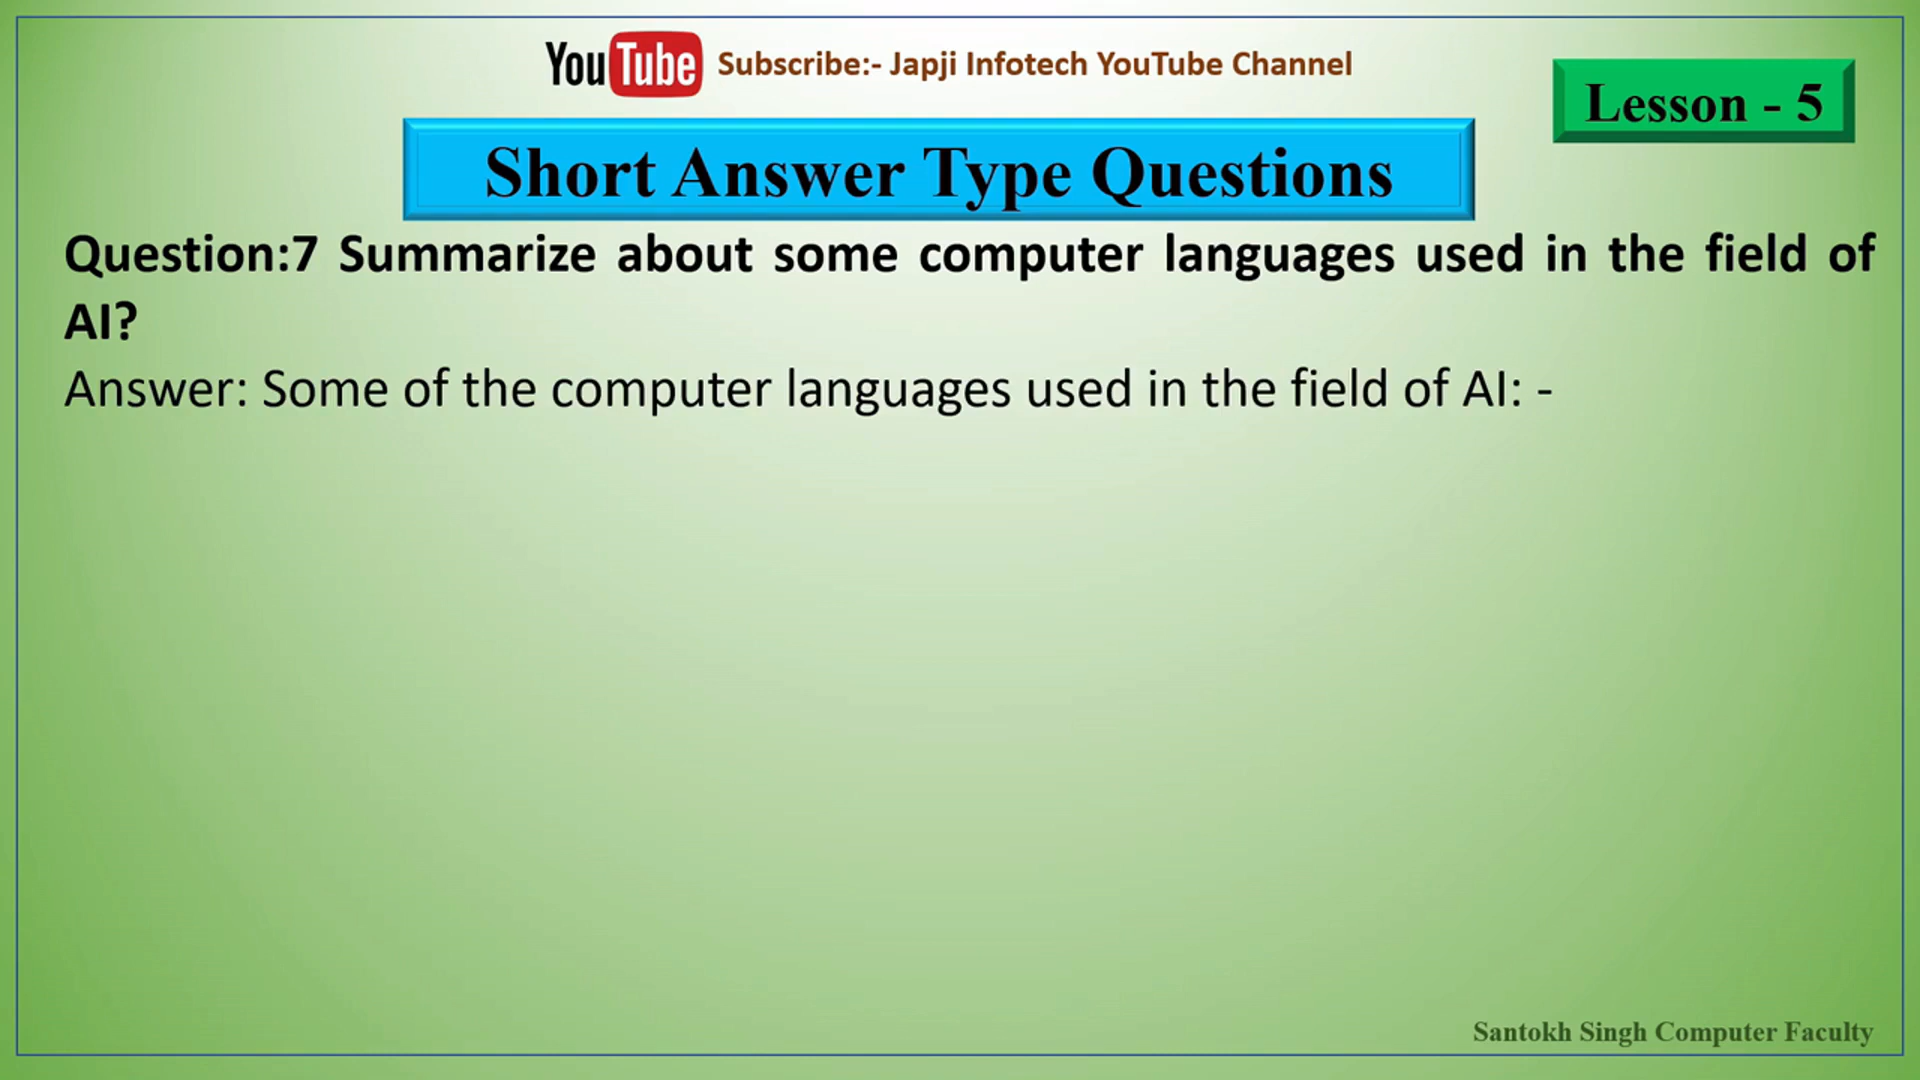 YouTube Subscribe:- Japji Infotech YouTube Channel
Lesson - 5
Short Answer Type Questions
Question:7 Summarize about some computer languages used in the field of
AI?
Answer: Some of the computer languages used in the field of AI: -
Santokh Singh Computer Faculty